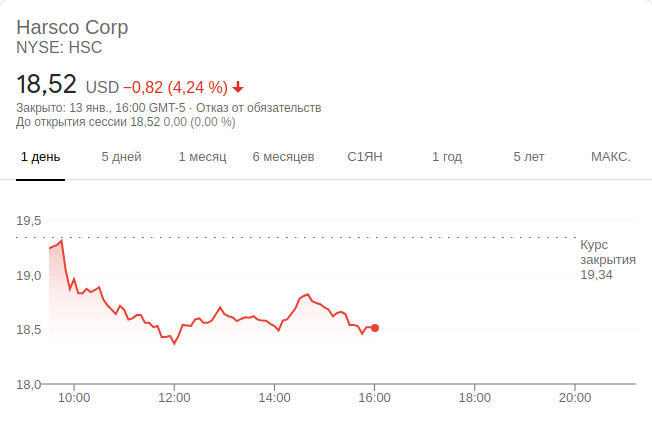 Harsco Corp
NYSE: HSC
18,52 USD −0,82 (4,24 %)
Закрыто: 13 янв., 16:00 GMT-5 · Отказ от обязательств
До открытия сессии 18,52 0,00 (0,00 %)
1 день 5 дней 1 месяц 6 месяцев С1ЯН 1 год 5 лет МАКС.
19,5
Курс
закрытия
19,34
19,0
18,5
18,0
10:00 12:00 14:00 16:00 18:00 20:00